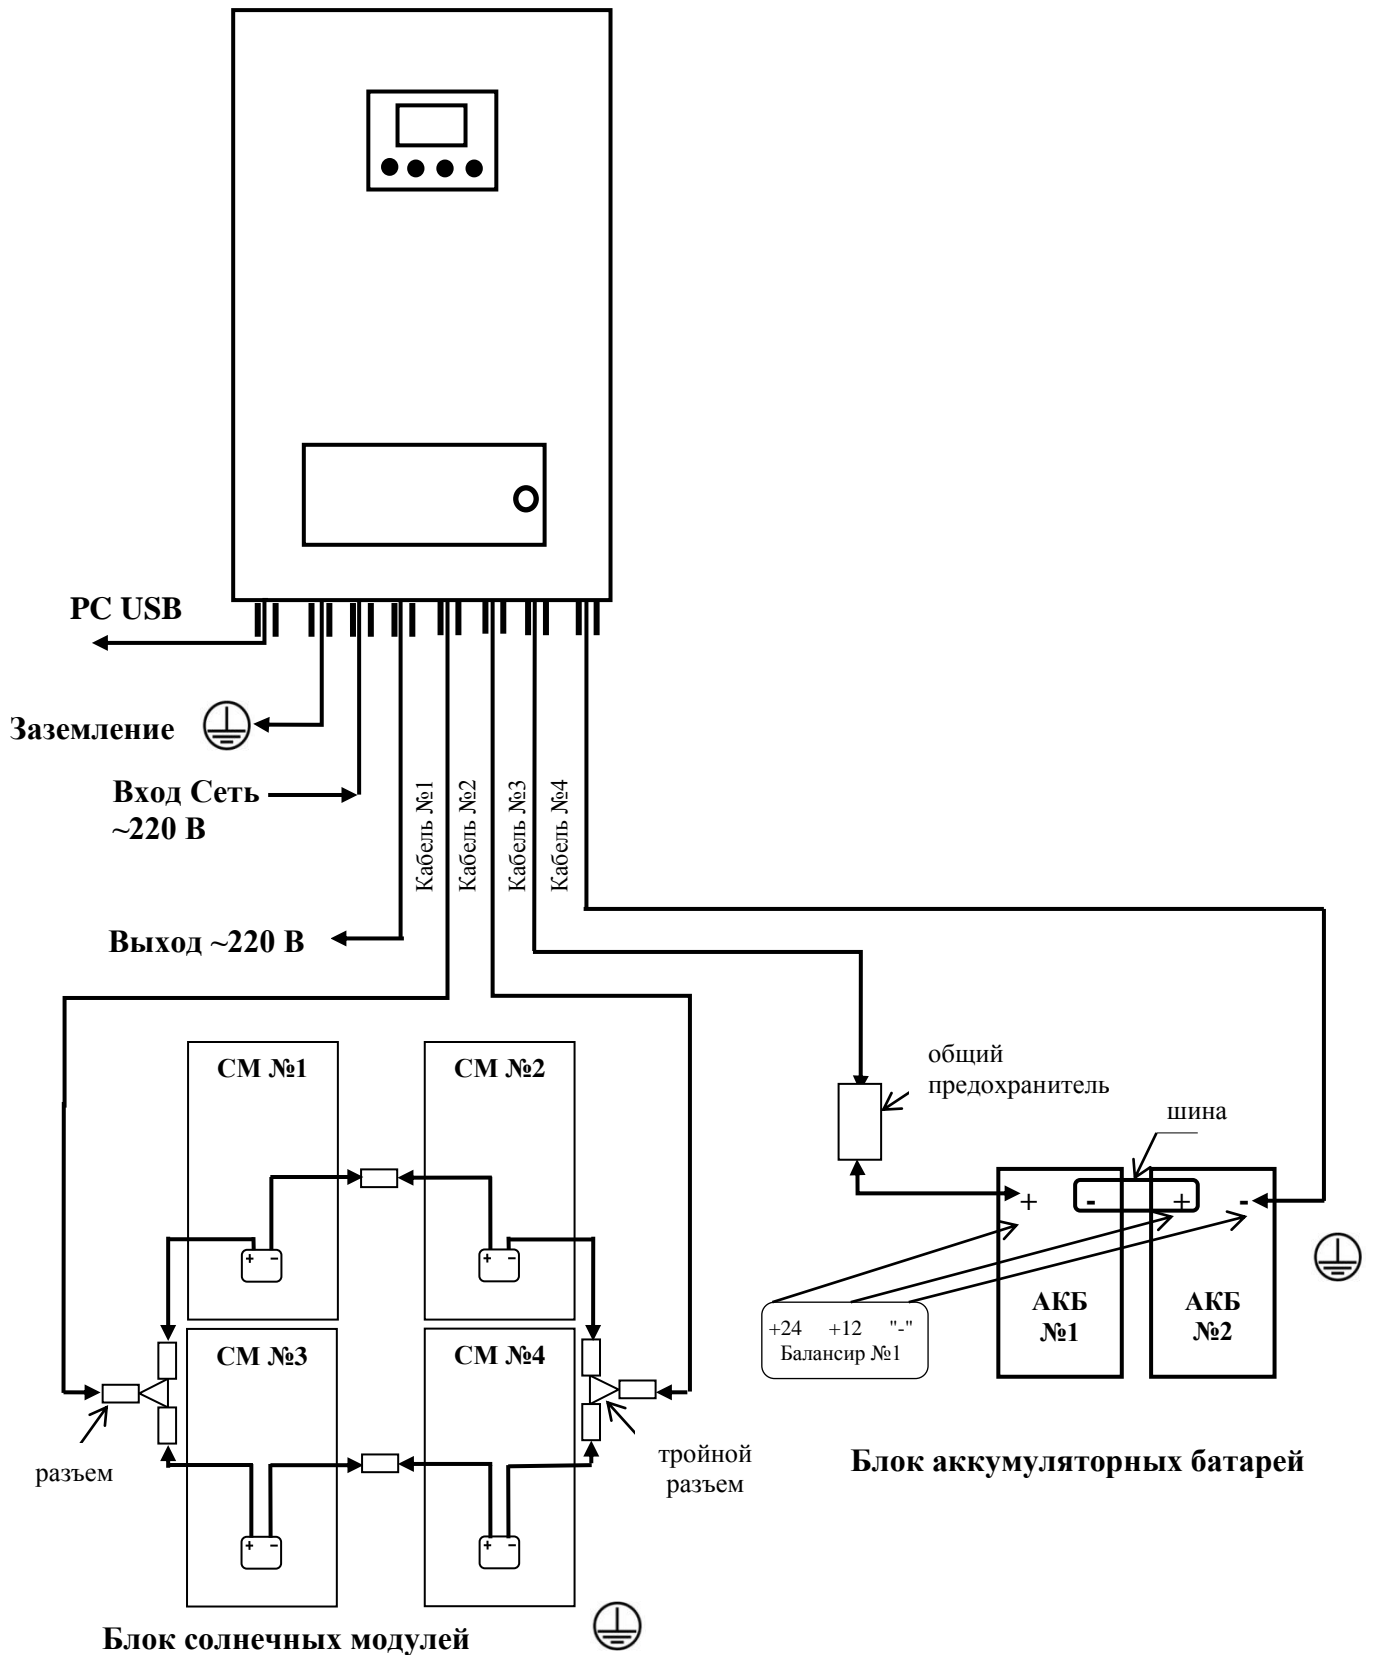 PC USB
Заземление
Вход Сеть
~220 В
Кабель №1
Кабель №2
Кабель №3
Кабель №4
Выход ~220 В
СМ №1
СМ №2
+ −
+ −
СМ №3
СМ №4
+ −
+ −
разъем
тройной
разъем
Блок солнечных модулей
общий
предохранитель
шина
+
-
+
-
АКБ
№1
АКБ
№2
+24 +12 "-"
Балансир №1
Блок аккумуляторных батарей